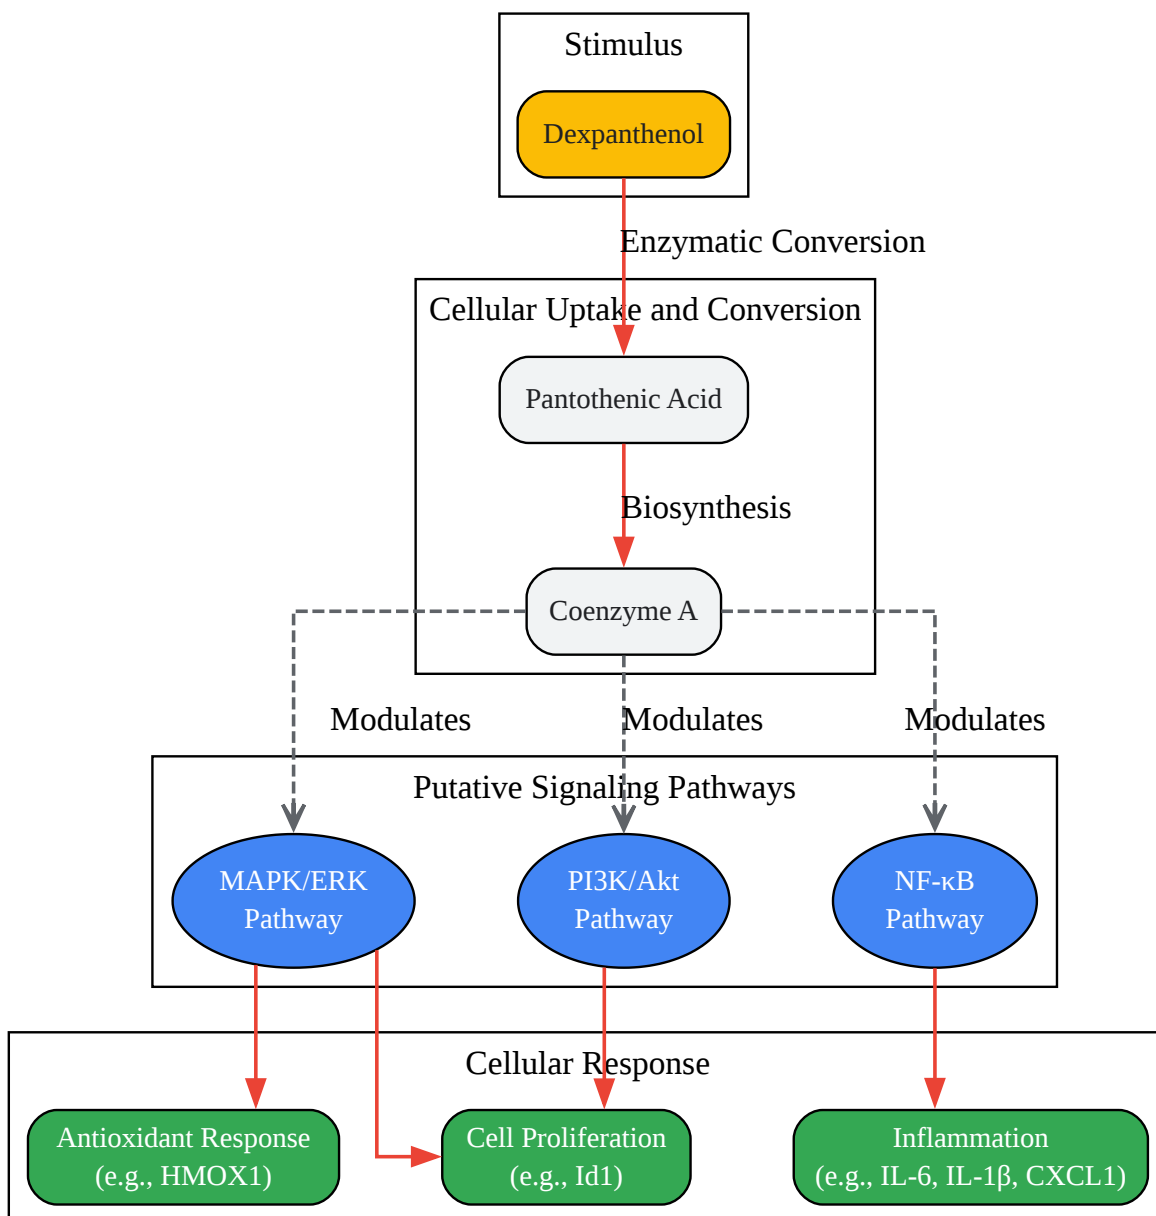 Stimulus
Dexpanthenol
Enzymatic Conversion
Cellular Uptake and Conversion
Pantothenic Acid
Biosynthesis
Coenzyme A
Modulates
Modulates
Modulates
Putative Signaling Pathways
MAPK/ERK
Pathway
PI3K/Akt
Pathway
NF-κB
Pathway
Cellular Response
Antioxidant Response
(e.g., HMOX1)
Cell Proliferation
(e.g., Id1)
Inflammation
(e.g., IL-6, IL-1β, CXCL1)